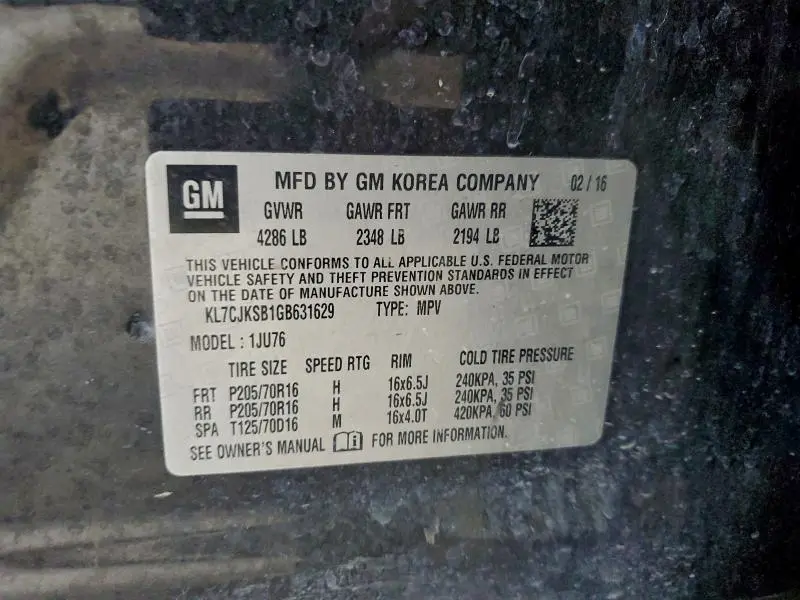 GM
MFD BY GM KOREA COMPANY 02/16
GVWR GAWR FRT GAWR RR
4286 LB 2348 LB 2194 LB
THIS VEHICLE CONFORMS TO ALL APPLICABLE U.S. FEDERAL MOTOR
VEHICLE SAFETY AND THEFT PREVENTION STANDARDS IN EFFECT
ON THE DATE OF MANUFACTURE SHOWN ABOVE.
KL7CJKSB1GB631629 TYPE: MPV
MODEL : 1JU76
TIRE SIZE SPEED RTG RIM COLD TIRE PRESSURE
FRT P205/70R16 H 16x6.5J 240KPA, 35 PSI
RR P205/70R16 H 16x6.5J 240KPA, 35 PSI
SPA T125/70D16 M 16x4.0T 420KPA, 60 PSI
SEE OWNER'S MANUAL FOR MORE INFORMATION.